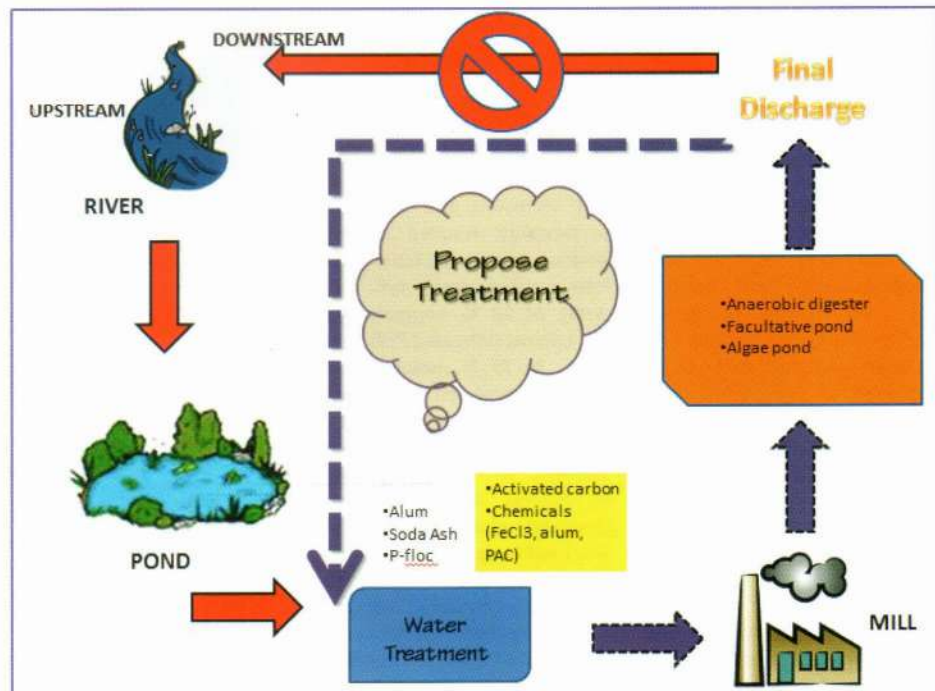 DOWNSTREAM
UPSTREAM
RIVER
Final
Discharge
Propose
Treatment
•Anaerobic digester
•Facultative pond
•Algae pond
•Alum
•Soda Ash
•P-floc
•Activated carbon
•Chemicals
(FeCl3, alum,
PAC)
POND
Water
Treatment
MILL